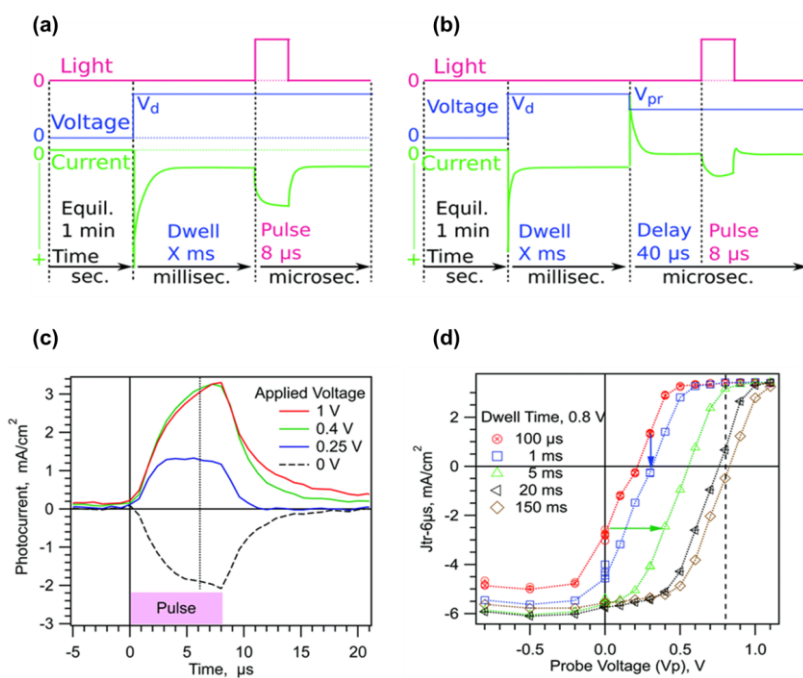 (a)
Light
0
Voltage
Vd
0
0
Current
+
Equil.
1 min
Time
sec.
Dwell
X ms
millisec.
Pulse
8 µs
microsec.
(b)
Light
0
Voltage
Vd
Vpr
0
0
Current
+
Equil.
1 min
Time
sec.
Dwell
X ms
millisec.
Delay
40 µs
Pulse
8 µs
microsec.
(c)
Photocurrent, mA/cm²
3
2
1
0
-1
-2
-3
Applied Voltage
1 V
0.4 V
0.25 V
0 V
Pulse
-5
0
5
10
15
20
Time, µs
(d)
Jtr-6µs, mA/cm²
2
0
-2
-4
-6
Dwell Time, 0.8 V
100 µs
1 ms
5 ms
20 ms
150 ms
-0.5
0.0
0.5
1.0
Probe Voltage (Vp), V